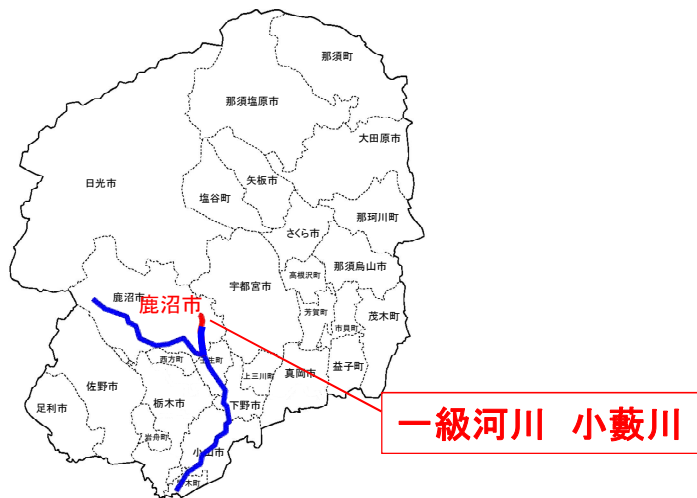 那須町
那須塩原市
大田原市
矢板市
日光市
塩谷町
那珂川町
さくら市
那須烏山市
高根沢町
宇都宮市
鹿沼市
鹿沼市
芳賀町
茂木町
市貝町
西方町
益子町
上三川町
真岡市
佐野市
栃木市
下野市
足利市
一級河川 小藪川
岩舟町
小山市